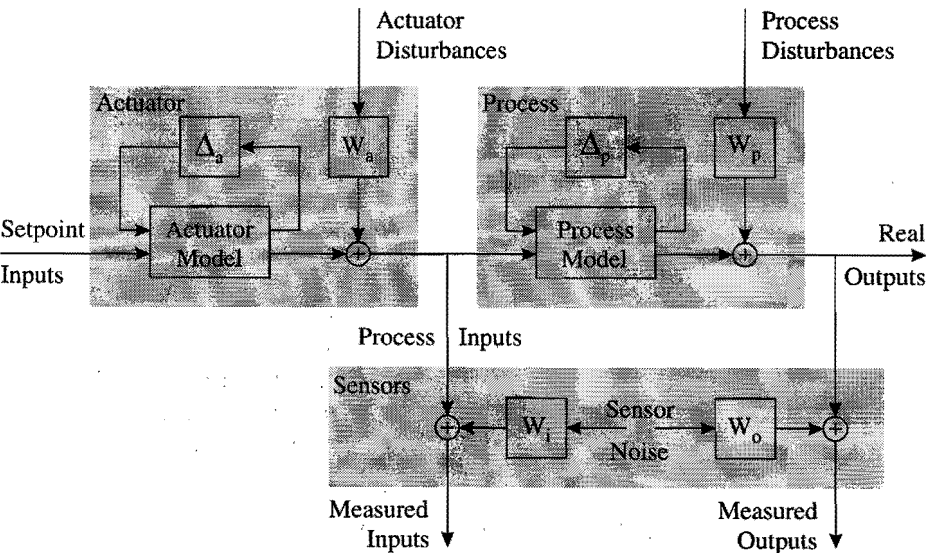 Actuator
Disturbances
Process
Disturbances
Actuator
Δa
Wa
Process
Δp
Wp
Setpoint
Inputs
Actuator
Model
+
Process
Model
+
Real
Outputs
Process Inputs
Sensors
+
Wi
Sensor
Noise
Wo
+
Measured
Inputs
Measured
Outputs